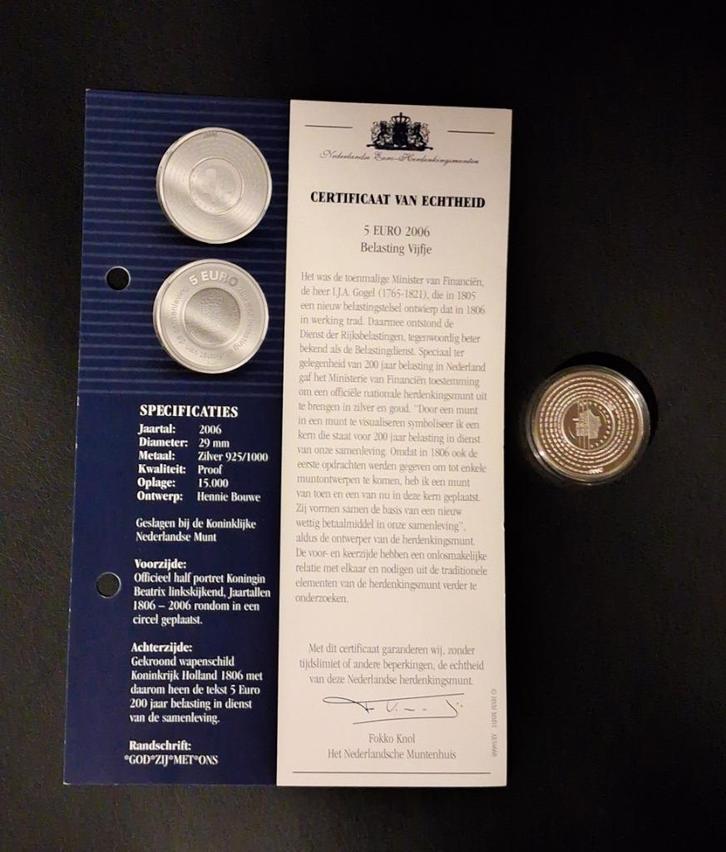 5 EURO
SPECIFICATIES
Jaartal: 2006
Diameter: 29 mm
Metaal: Zilver 925/1000
Kwaliteit: Proof
Oplage: 15.000
Ontwerp: Hennie Bouwe
Geslagen bij de Koninklijke
Nederlandse Munt
Voorzijde:
Officieel half portret Koningin
Beatrix linkskijkend, Jaartallen
1806 – 2006 rondom in een
circel geplaatst.
Achterzijde:
Gekroond wapenschild
Koninkrijk Holland 1806 met
daarom heen de tekst 5 Euro
200 jaar belasting in dienst
van de samenleving.
Randschrift:
*GOD*ZIJ*MET*ONS
Nederlandse Euro-Herdenkingsmunten
CERTIFICAAT VAN ECHTHEID
5 EURO 2006
Belasting Vijfje
Het was de toenmalige Minister van Financiën,
de heer I.J.A. Gogel (1765-1821), die in 1805
een nieuw belastingstelsel ontwierp dat in 1806
in werking trad. Daarmee ontstond de
Dienst der Rijksbelastingen, tegenwoordig beter
bekend als de Belastingdienst. Speciaal ter
gelegenheid van 200 jaar belasting in Nederland
gaf het Ministerie van Financiën toestemming
om een officiële nationale herdenkingsmunt uit
te brengen in zilver en goud. "Door een munt
in een munt te visualiseren symboliseer ik een
kern die staat voor 200 jaar belasting in dienst
van onze samenleving. Omdat in 1806 ook de
eerste opdrachten werden gegeven om tot enkele
muntontwerpen te komen, heb ik een munt
van toen en een van nu in deze kern geplaatst.
Zij vormen samen de basis van een nieuw
wettig betaalmiddel in onze samenleving",
aldus de ontwerper van de herdenkingsmunt.
De voor- en keerzijde hebben een onlosmakelijke
relatie met elkaar en nodigen uit de traditionele
elementen van de herdenkingsmunt verder te
onderzoeken.
Met dit certificaat garanderen wij, zonder
tijdslimiet of andere beperkingen, de echtheid
van deze Nederlandse herdenkingsmunt.
Fokko Knol
Het Nederlandsche Muntenhuis
2006